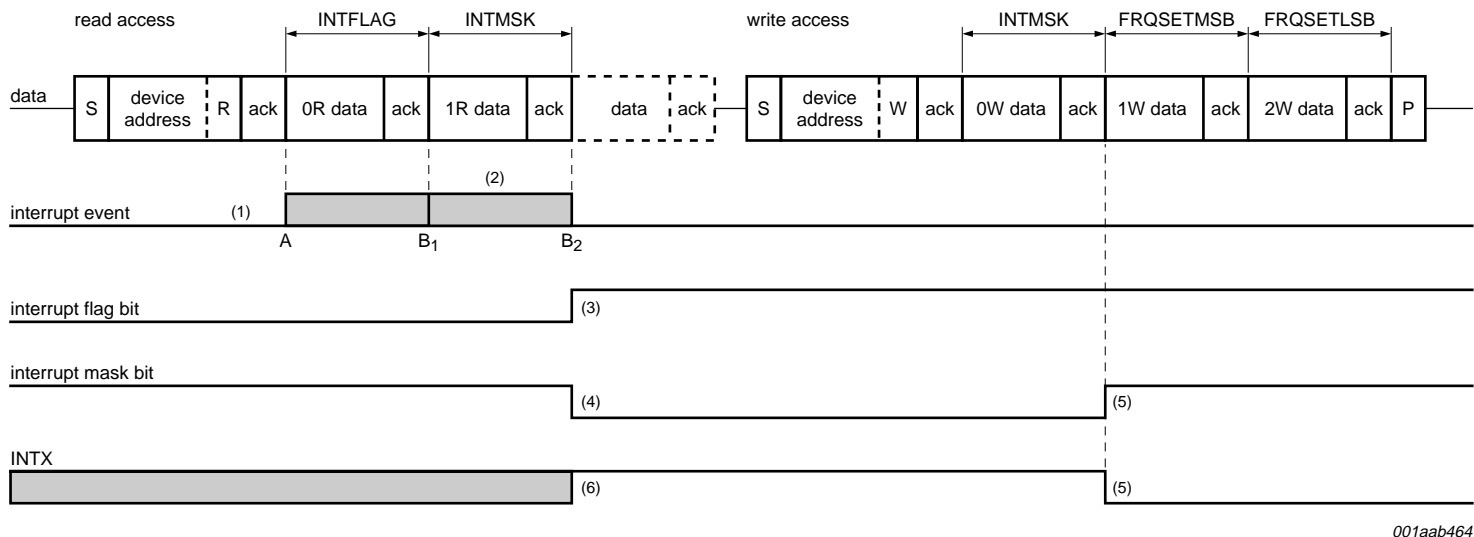 read access INTFLAG INTMSK write access INTMSK FRQSETMSB FRQSETLSB
data S device address R ack 0R data ack 1R data ack data ack S device address W ack 0W data ack 1W data ack 2W data ack P
(2)
interrupt event (1)
A B1 B2
interrupt flag bit (3)
interrupt mask bit
(4) (5)
INTX
(6) (5)
001aab464